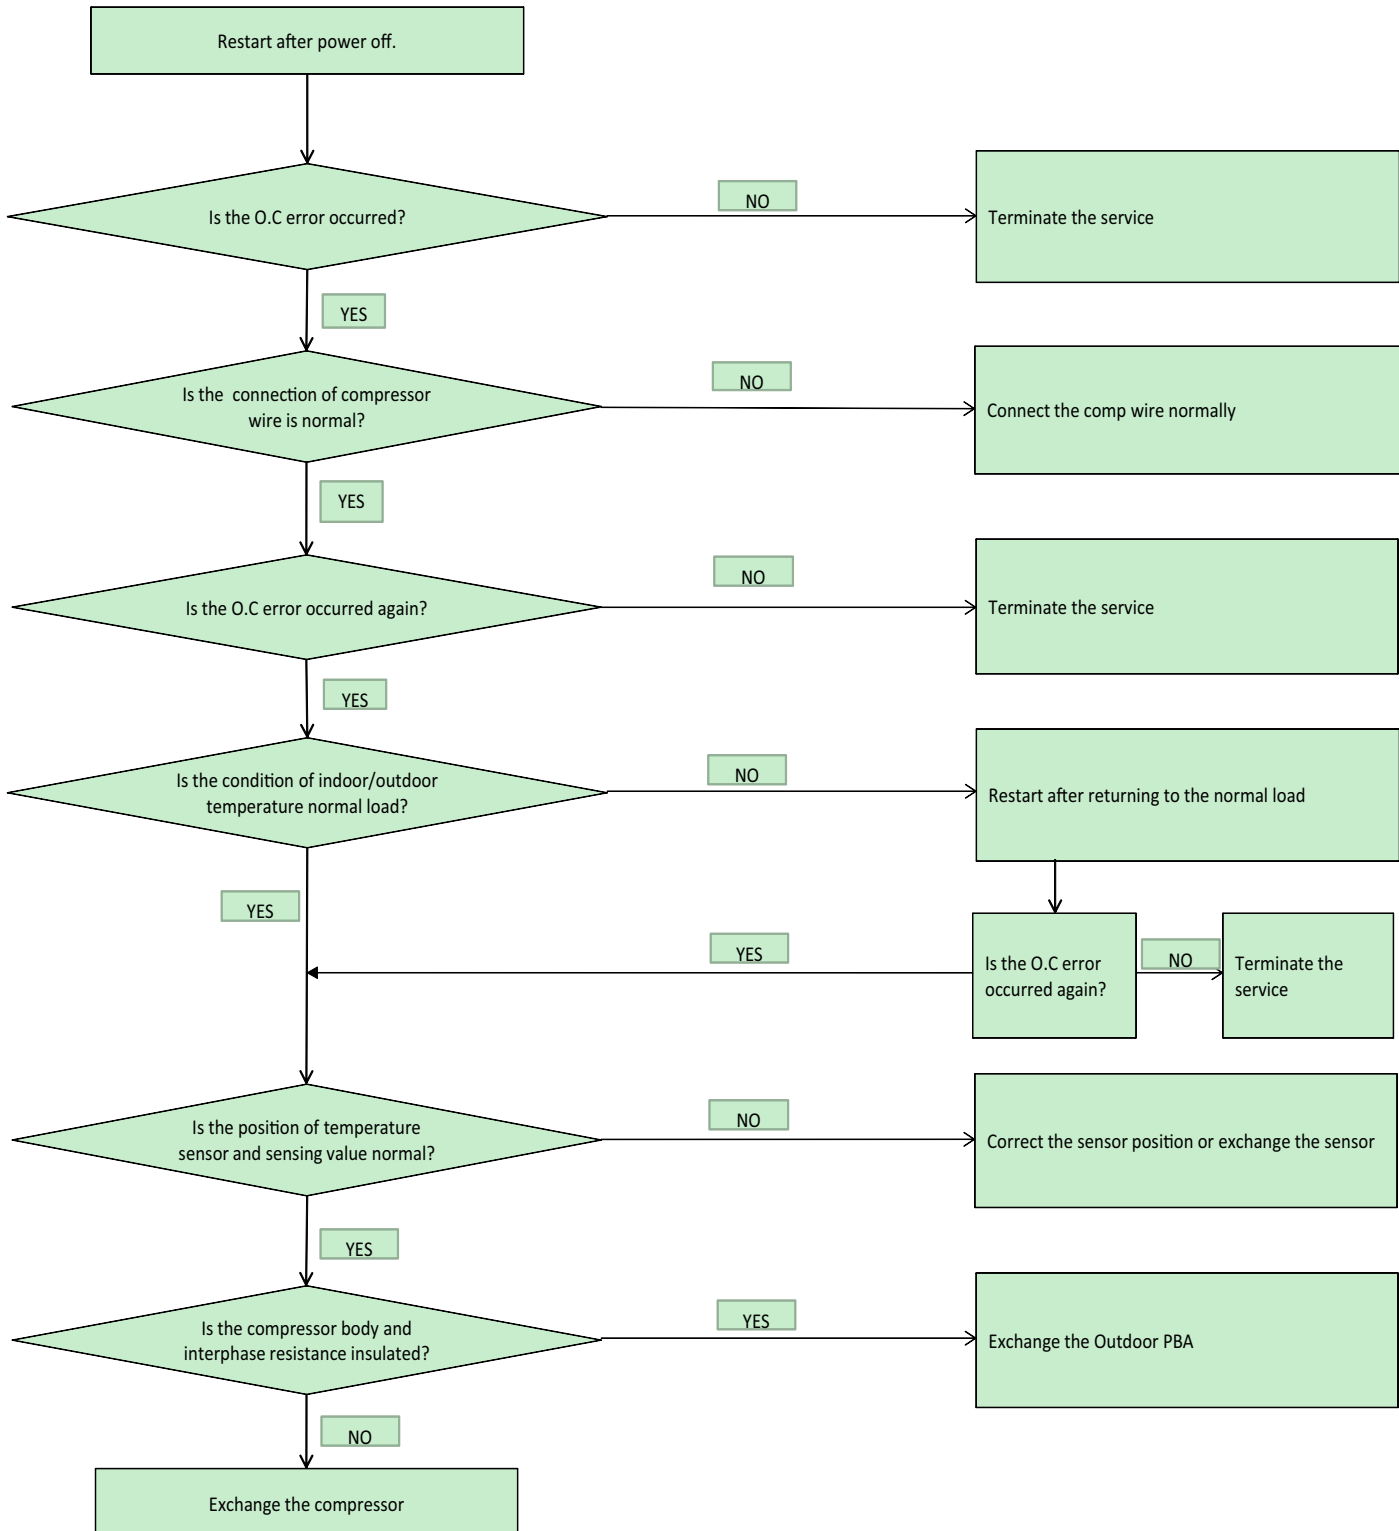 Restart after power off.
Is the O.C error occurred?
NO
Terminate the service
YES
Is the  connection of compressor
wire is normal?
NO
Connect the comp wire normally
YES
Is the O.C error occurred again?
NO
Terminate the service
YES
Is the condition of indoor/outdoor
temperature normal load?
NO
Restart after returning to the normal load
YES
YES
Is the O.C error
occurred again?
NO
Terminate the
service
Is the position of temperature
sensor and sensing value normal?
NO
Correct the sensor position or exchange the sensor
YES
Is the compressor body and
interphase resistance insulated?
YES
Exchange the Outdoor PBA
NO
Exchange the compressor